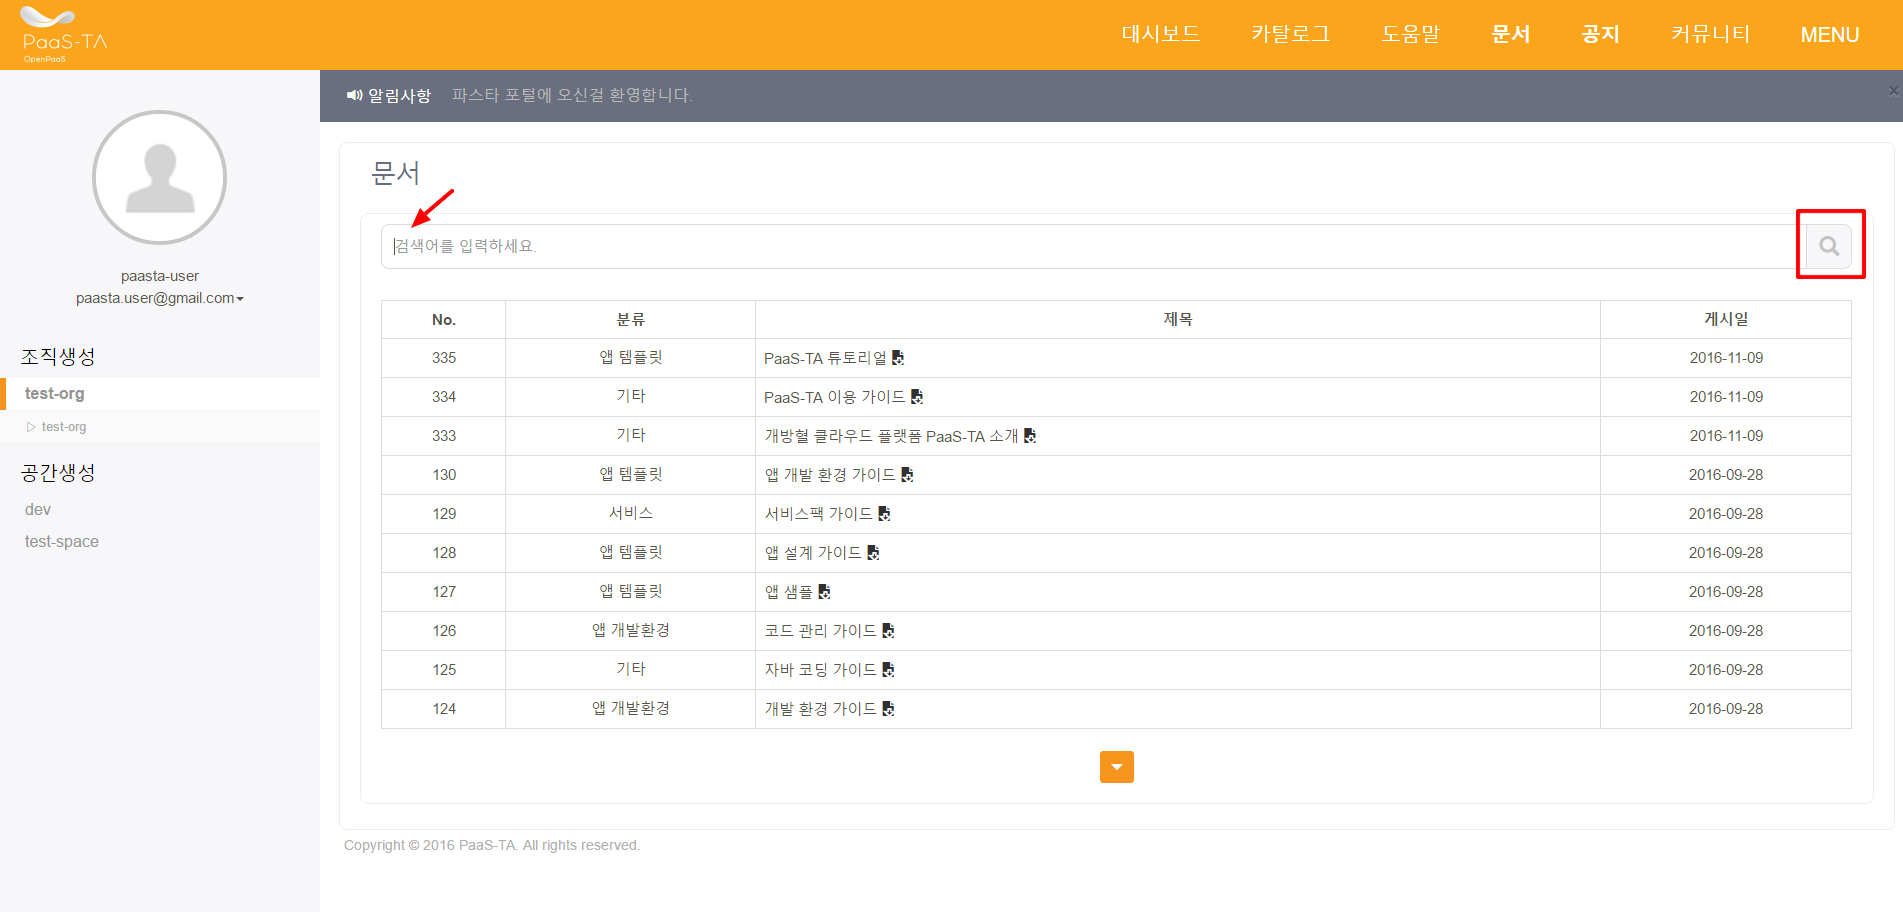 PaaS-TA
OpenPaaS
대시보드 카탈로그 도움말 문서 공지 커뮤니티 MENU
알림사항 파스타 포털에 오신걸 환영합니다.
×
paasta-user
paasta.user@gmail.com
조직생성
test-org
test-org
공간생성
dev
test-space
문서
검색어를 입력하세요.
No. 분류 제목 게시일
335 앱 템플릿 PaaS-TA 튜토리얼 2016-11-09
334 기타 PaaS-TA 이용 가이드 2016-11-09
333 기타 개방형 클라우드 플랫폼 PaaS-TA 소개 2016-11-09
130 앱 템플릿 앱 개발 환경 가이드 2016-09-28
129 서비스 서비스팩 가이드 2016-09-28
128 앱 템플릿 앱 설계 가이드 2016-09-28
127 앱 템플릿 앱 샘플 2016-09-28
126 앱 개발환경 코드 관리 가이드 2016-09-28
125 기타 자바 코딩 가이드 2016-09-28
124 앱 개발환경 개발 환경 가이드 2016-09-28
Copyright © 2016 PaaS-TA. All rights reserved.